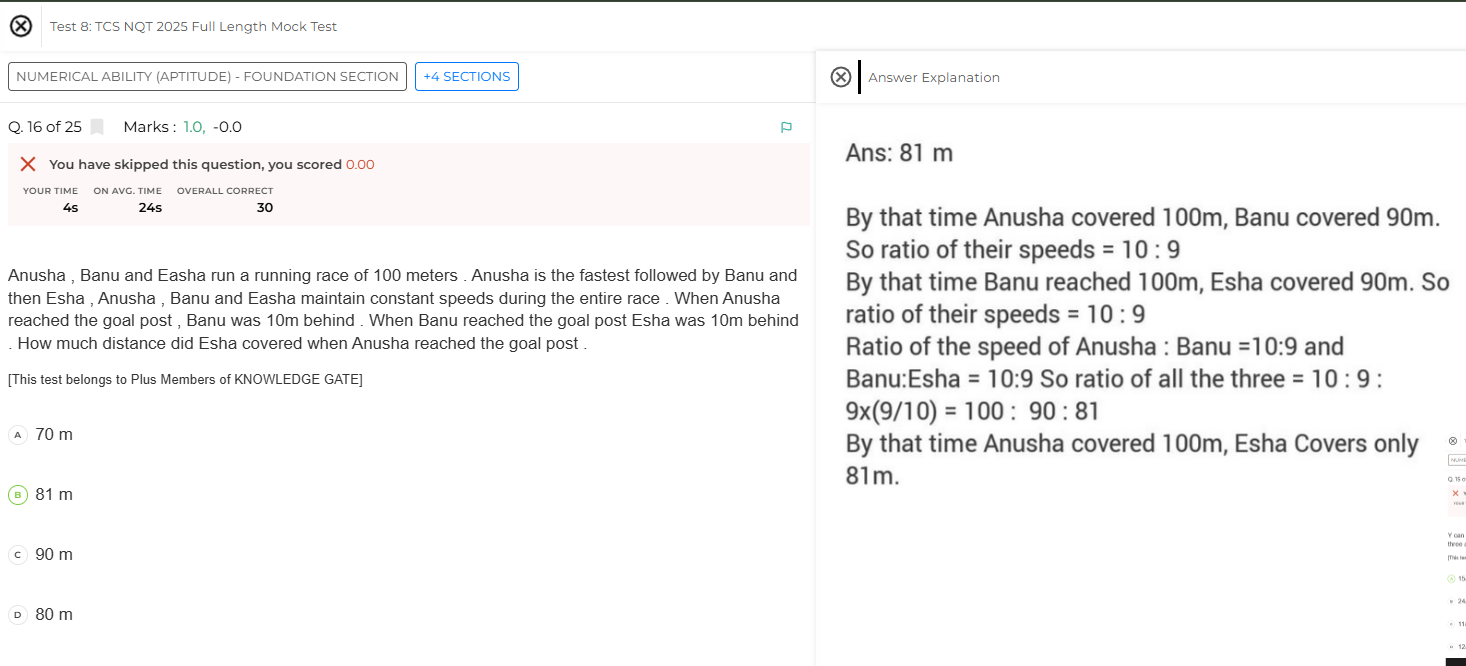 Test 8: TCS NQT 2025 Full Length Mock Test
NUMERICAL ABILITY (APTITUDE) - FOUNDATION SECTION
+4 SECTIONS
Q. 16 of 25 Marks : 1.0, -0.0
You have skipped this question, you scored 0.00
YOUR TIME ON AVG. TIME OVERALL CORRECT
4s 24s 30
Anusha , Banu and Easha run a running race of 100 meters . Anusha is the fastest followed by Banu and
then Esha , Anusha , Banu and Easha maintain constant speeds during the entire race . When Anusha
reached the goal post , Banu was 10m behind . When Banu reached the goal post Esha was 10m behind
. How much distance did Esha covered when Anusha reached the goal post .
[This test belongs to Plus Members of KNOWLEDGE GATE]
A 70 m
B 81 m
C 90 m
D 80 m
Answer Explanation
Ans: 81 m
By that time Anusha covered 100m, Banu covered 90m.
So ratio of their speeds = 10 : 9
By that time Banu reached 100m, Esha covered 90m. So
ratio of their speeds = 10 : 9
Ratio of the speed of Anusha : Banu =10:9 and
Banu:Esha = 10:9 So ratio of all the three = 10 : 9 :
9x(9/10) = 100 : 90 : 81
By that time Anusha covered 100m, Esha Covers only
81m.